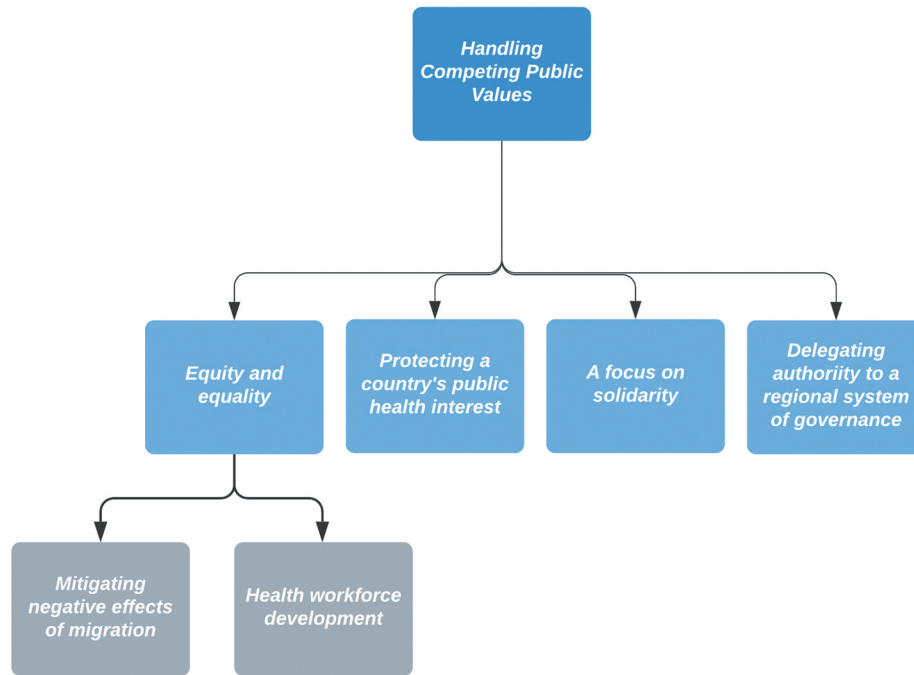 Handling
Competing Public
Values
Equity and
equality
Protecting a
country's public
health interest
A focus on
solidarity
Delegating
authoriity to a
regional system
of governance
Mitigating
negative effects
of migration
Health workforce
development